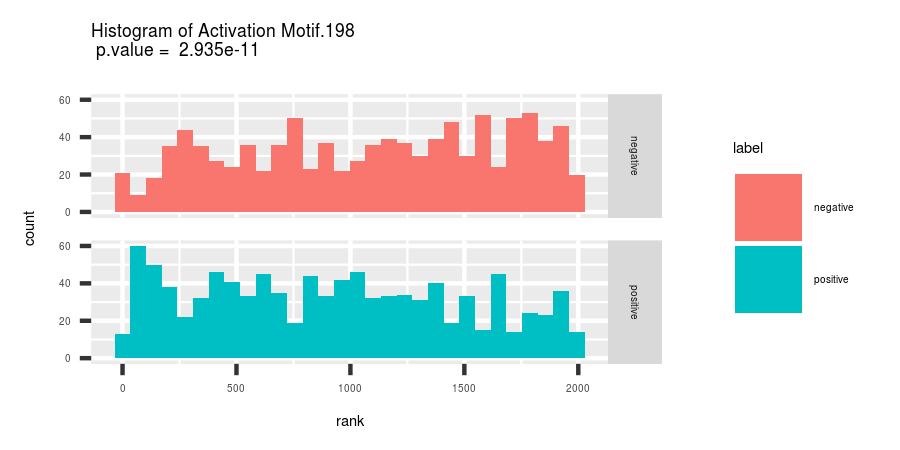 Histogram of Activation Motif.198
p.value = 2.935e-11
60
40
20
0
negative
60
40
20
0
positive
0
500
1000
1500
2000
rank
count
label
negative
positive